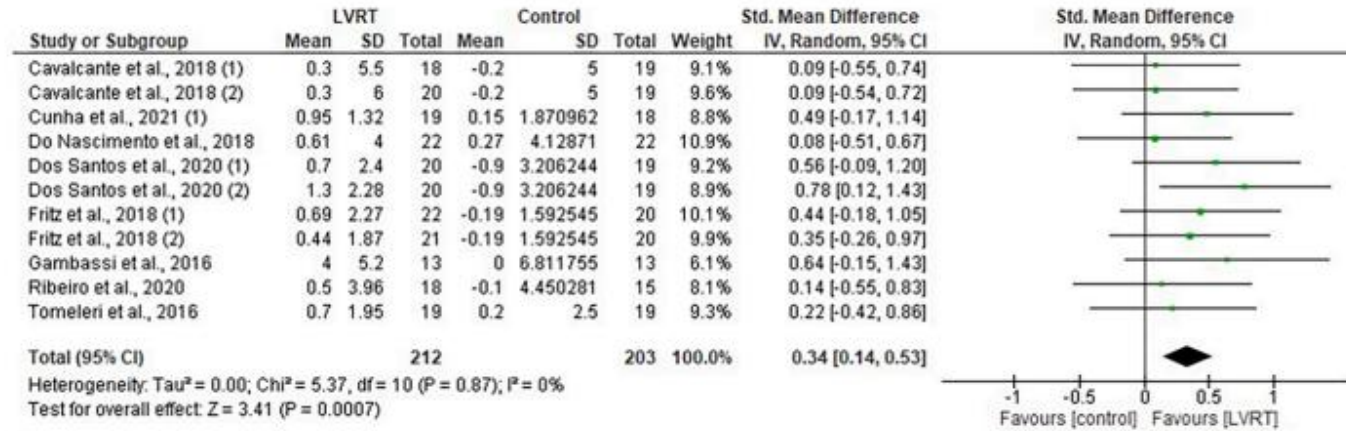 LVRT Control Std. Mean Difference Std. Mean Difference
Study or Subgroup Mean SD Total Mean SD Total Weight IV, Random, 95% CI IV, Random, 95% CI
Cavalcante et al., 2018 (1) 0.3 5.5 18 -0.2 5 19 9.1% 0.09 [-0.55, 0.74]
Cavalcante et al., 2018 (2) 0.3 6 20 -0.2 5 19 9.6% 0.09 [-0.54, 0.72]
Cunha et al., 2021 (1) 0.95 1.32 19 0.15 1.870962 18 8.8% 0.49 [-0.17, 1.14]
Do Nascimento et al., 2018 0.61 4 22 0.27 4.12871 22 10.9% 0.08 [-0.51, 0.67]
Dos Santos et al., 2020 (1) 0.7 2.4 20 -0.9 3.206244 19 9.2% 0.56 [-0.09, 1.20]
Dos Santos et al., 2020 (2) 1.3 2.28 20 -0.9 3.206244 19 8.9% 0.78 [0.12, 1.43]
Fritz et al., 2018 (1) 0.69 2.27 22 -0.19 1.592545 20 10.1% 0.44 [-0.18, 1.05]
Fritz et al., 2018 (2) 0.44 1.87 21 -0.19 1.592545 20 9.9% 0.35 [-0.26, 0.97]
Gambassi et al., 2016 4 5.2 13 0 6.811755 13 6.1% 0.64 [-0.15, 1.43]
Ribeiro et al., 2020 0.5 3.96 18 -0.1 4.450281 15 8.1% 0.14 [-0.55, 0.83]
Tomeleri et al., 2016 0.7 1.95 19 0.2 2.5 19 9.3% 0.22 [-0.42, 0.86]
Total (95% CI) 212 203 100.0% 0.34 [0.14, 0.53]
Heterogeneity: Tau² = 0.00; Chi² = 5.37, df = 10 (P = 0.87); I² = 0%
Test for overall effect: Z = 3.41 (P = 0.0007)
-1 -0.5 0 0.5 1
Favours [control] Favours [LVRT]